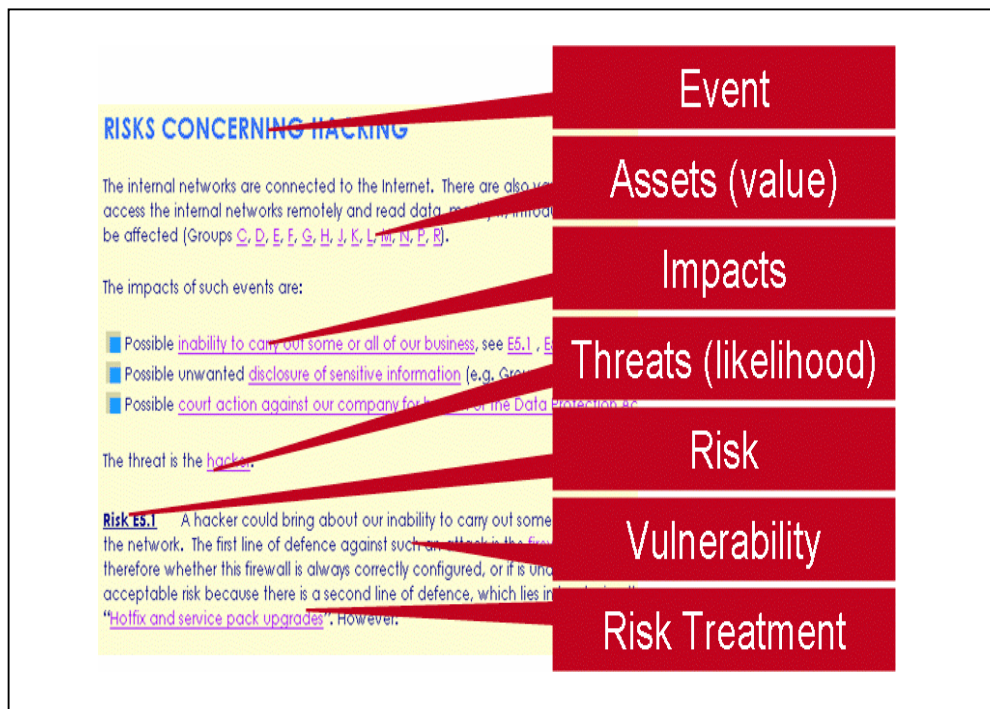 RISKS CONCERNING HACKING
The internal networks are connected to the Internet. There are also
access the internal networks remotely and read data,
be affected (Groups C, D, E, F, G, H, J, K, L, M, N, P, R).
The impacts of such events are:
Possible inability to carry out some or all of our business, see E5.1 ,
Possible unwanted disclosure of sensitive information (e.g.
Possible court action against our company for of the Data Protection
The threat is the hacker.
Risk E5.1 A hacker could bring about our inability to carry out some
the network. The first line of defence against such an attack is the
therefore whether this firewall is always correctly configured, or if is
acceptable risk because there is a second line of defence, which lies
"Hotfix and service pack upgrades". However,
Event
Assets (value)
Impacts
Threats (likelihood)
Risk
Vulnerability
Risk Treatment